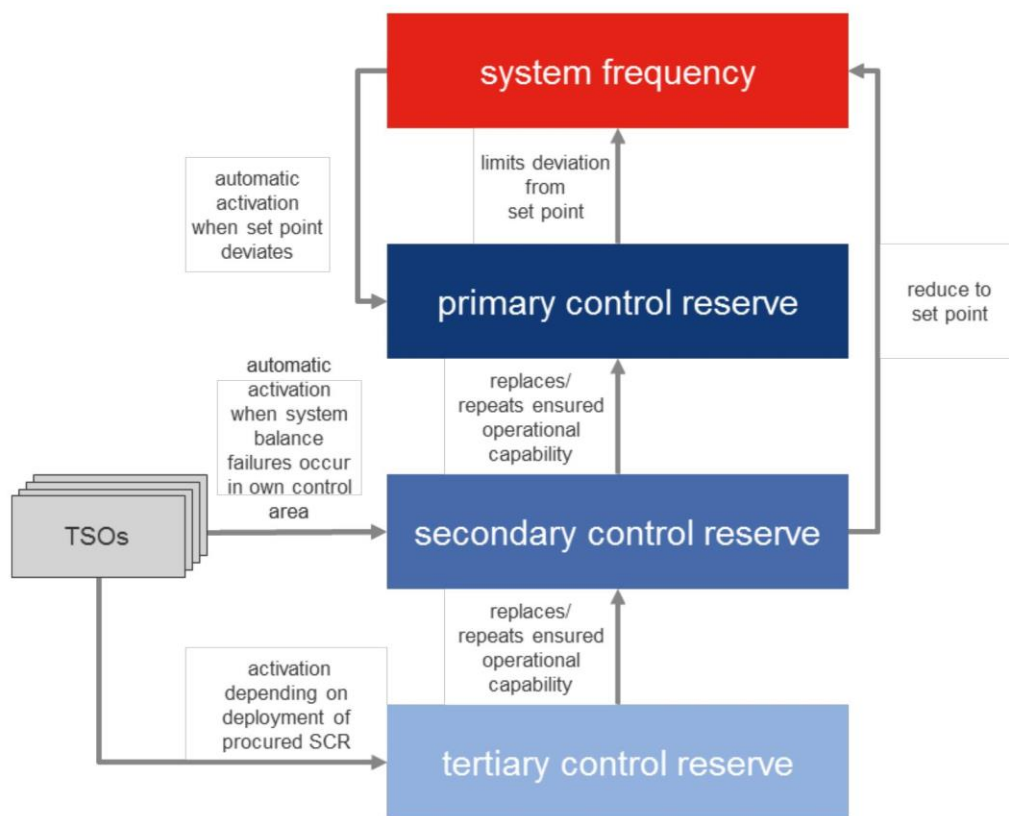 system frequency
automatic
activation
when set point
deviates
limits deviation
from
set point
primary control reserve
reduce to
set point
automatic
activation
when system
balance
failures occur
in own control
area
replaces/
repeats ensured
operational
capability
TSOs
secondary control reserve
replaces/
repeats ensured
operational
capability
activation
depending on
deployment of
procured SCR
tertiary control reserve